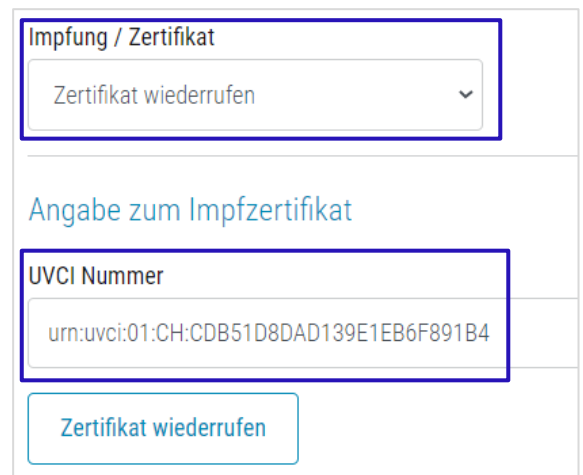 Impfung / Zertifikat
Zertifikat wiederrufen
Angabe zum Impfzertifikat
UVCI Nummer
urn:uvci:01:CH:CDB51D8DAD139E1EB6F891B4
Zertifikat wiederrufen